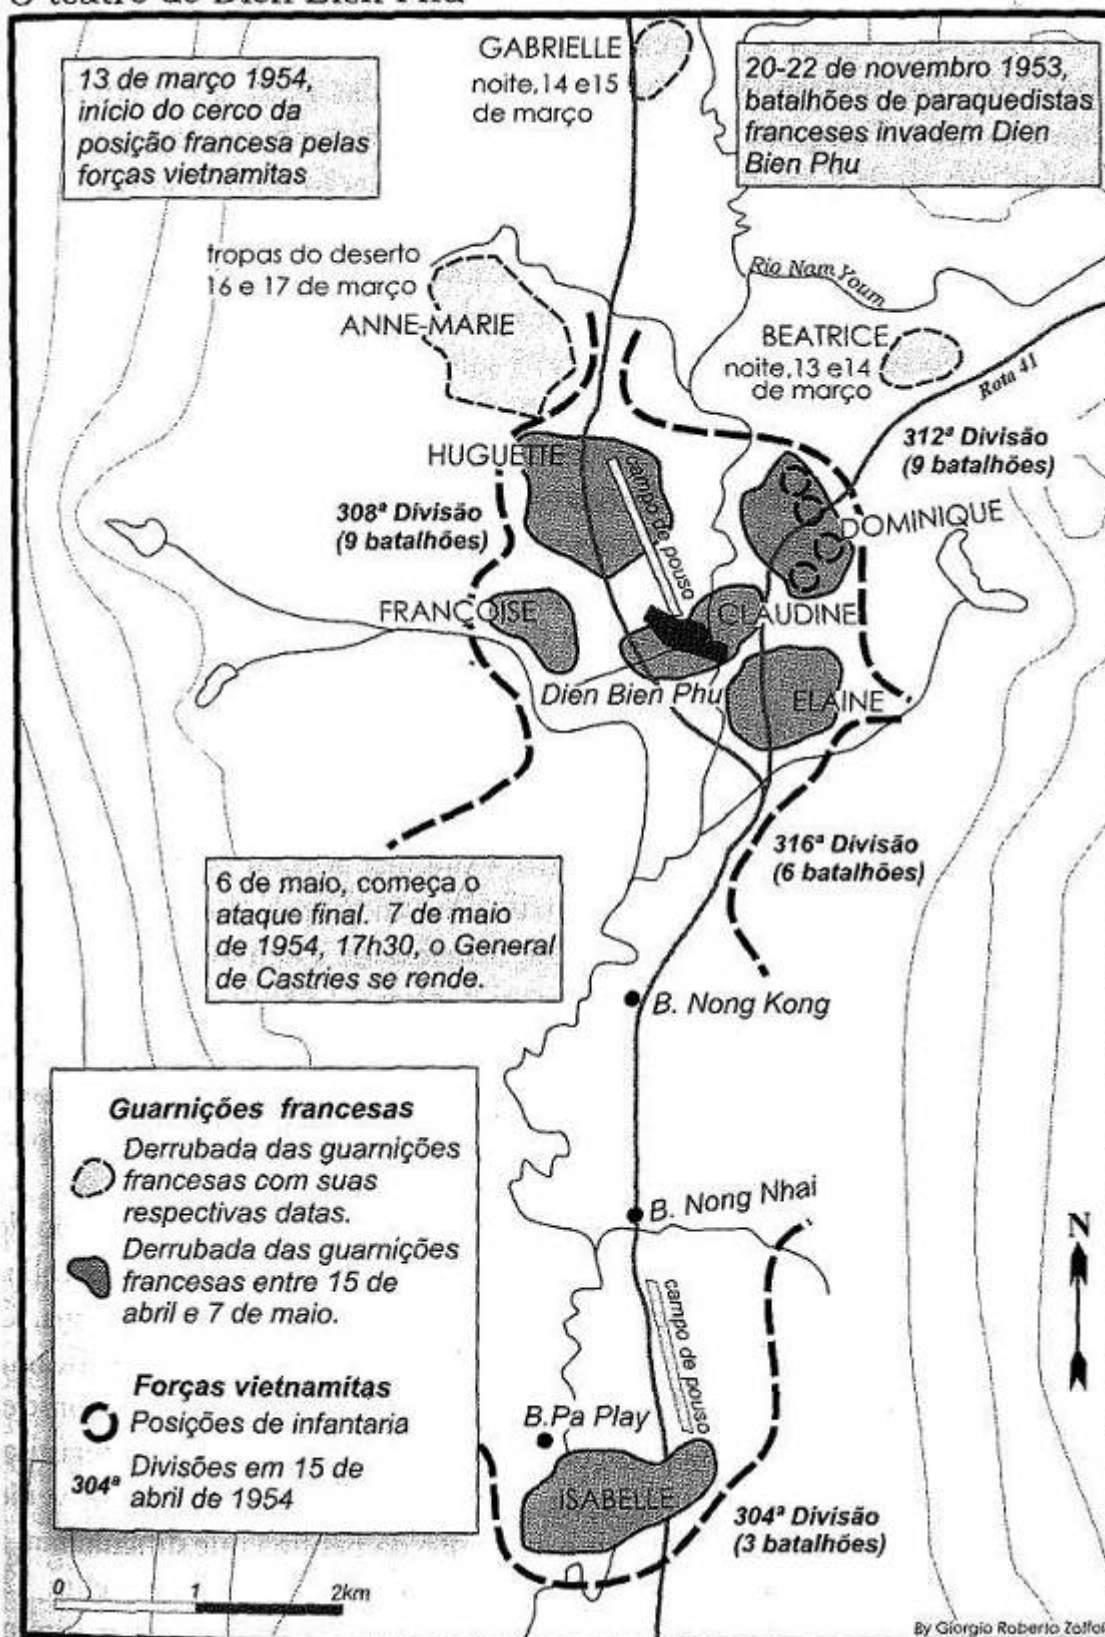 O teatro de Dien Bien Phu
GABRIELLE
noite,14 e15
de março
13 de março 1954,
início do cerco da
posição francesa pelas
forças vietnamitas
20-22 de novembro 1953,
batalhões de paraquedistas
franceses invadem Dien
Bien Phu
tropas do deserto
16 e 17 de março
ANNE-MARIE
Rio Nam Youm
BEATRICE
noite,13 e14
de março
Rota 41
312ª Divisão
(9 batalhões)
HUGUETTE
campo de pouso
308ª Divisão
(9 batalhões)
DOMINIQUE
FRANÇOISE
CLAUDINE
Dien Bien Phu
ELAINE
316ª Divisão
(6 batalhões)
6 de maio, começa o
ataque final. 7 de maio
de 1954, 17h30, o General
de Castries se rende.
B. Nong Kong
Guarnições francesas
Derrubada das guarnições
francesas com suas
respectivas datas.
Derrubada das guarnições
francesas entre 15 de
abril e 7 de maio.
Forças vietnamitas
Posições de infantaria
304ª Divisões em 15 de
abril de 1954
B. Nong Nhai
N
campo de pouso
B.Pa Play
ISABELLE
304ª Divisão
(3 batalhões)
0 1 2km
By Giorgio Roberto